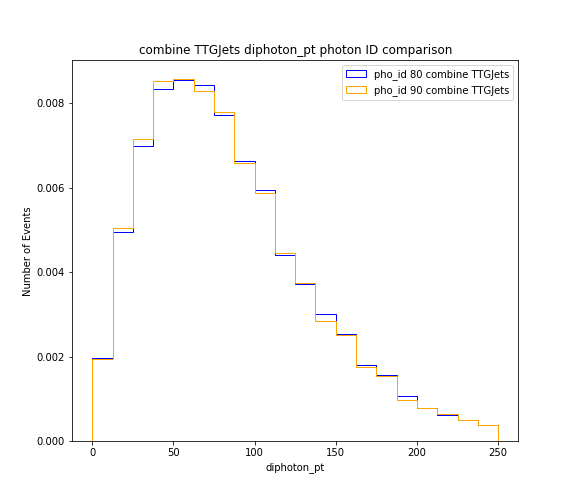 combine TTGJets diphoton_pt photon ID comparison
pho_id 80 combine TTGJets
pho_id 90 combine TTGJets
Number of Events
0.008
0.006
0.004
0.002
0.000
0 50 100 150 200 250
diphoton_pt